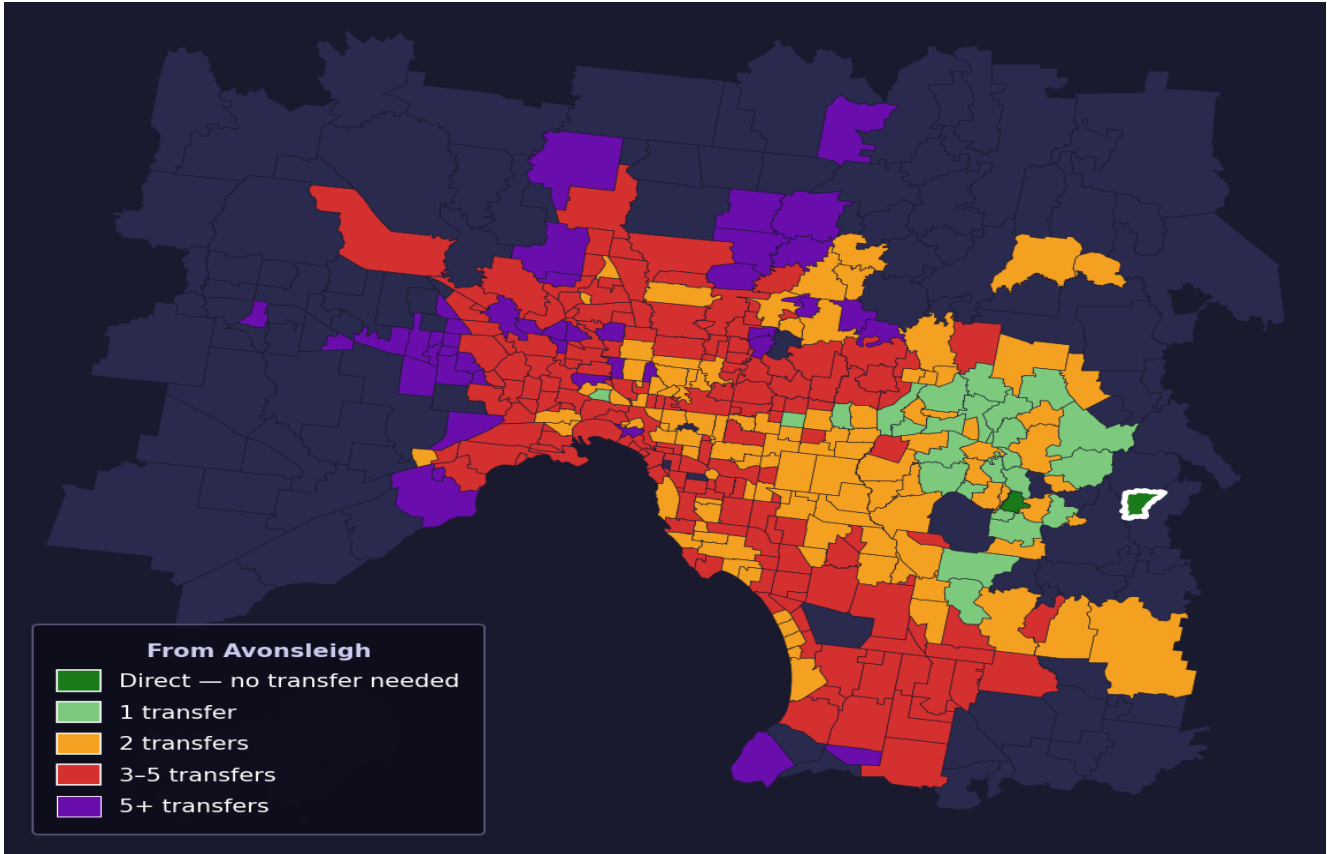 From Avonsleigh
Direct — no transfer needed
1 transfer
2 transfers
3–5 transfers
5+ transfers